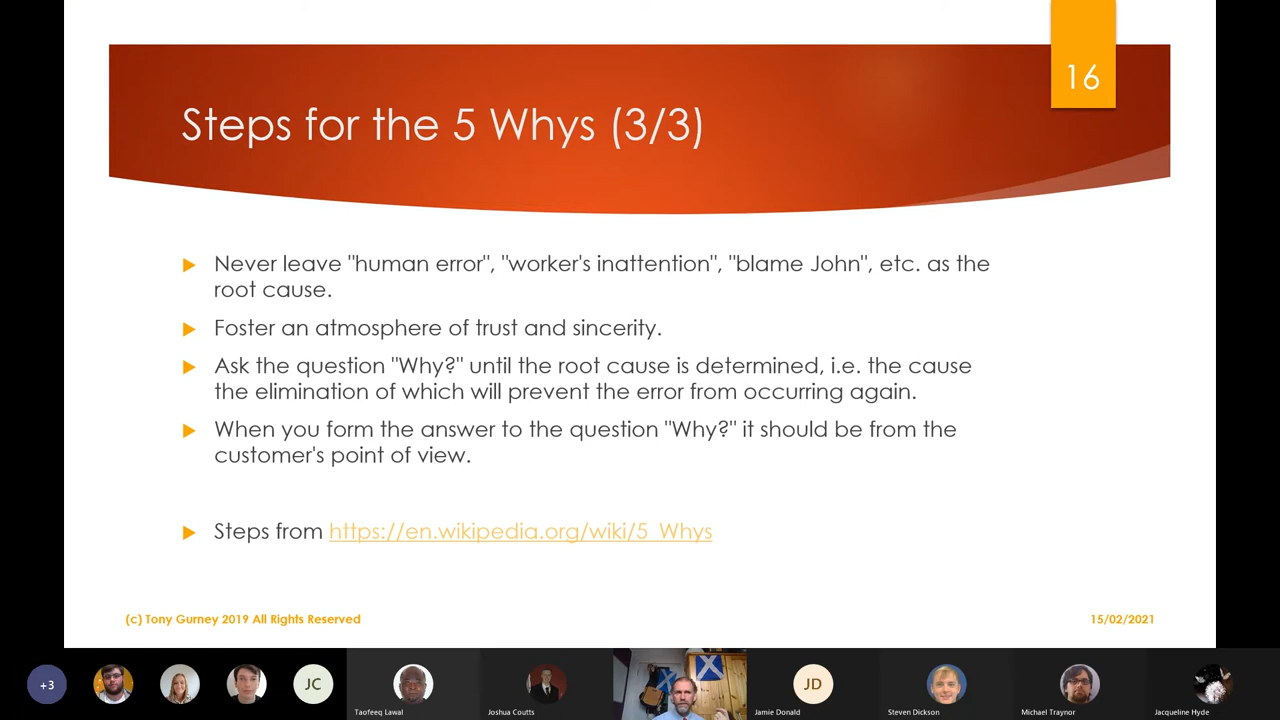 16
Steps for the 5 Whys (3/3)
Never leave "human error", "worker's inattention", "blame John", etc. as the
root cause.
Foster an atmosphere of trust and sincerity.
Ask the question "Why?" until the root cause is determined, i.e. the cause
the elimination of which will prevent the error from occurring again.
When you form the answer to the question "Why?" it should be from the
customer's point of view.
Steps from https://en.wikipedia.org/wiki/5_Whys
(c) Tony Gurney 2019 All Rights Reserved
15/02/2021
+3
JC
JD
Taofeeq Lawal
Joshua Coutts
Jamie Donald
Steven Dickson
Michael Traynor
Jacqueline Hyde